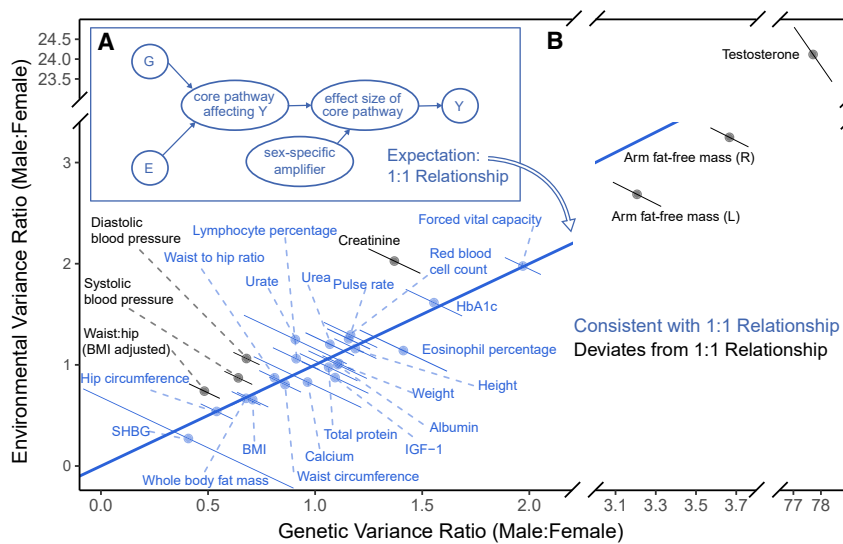 A
B
24.5
24.0
23.5
3
2
1
0
Environmental Variance Ratio (Male:Female)
G
E
core pathway
affecting Y
effect size of
core pathway
Y
sex-specific
amplifier
Expectation:
1:1 Relationship
Testosterone
Arm fat-free mass (R)
Arm fat-free mass (L)
Diastolic
blood pressure
Lymphocyte percentage
Creatinine
Forced vital capacity
Waist to hip ratio
Red blood
cell count
Systolic
blood pressure
Urate
Urea
Pulse rate
HbA1c
Waist:hip
(BMI adjusted)
Consistent with 1:1 Relationship
Deviates from 1:1 Relationship
Eosinophil percentage
Hip circumference
Height
Weight
SHBG
Albumin
Total protein
BMI
IGF−1
Calcium
Whole body fat mass
Waist circumference
0.0
0.5
1.0
1.5
2.0
3.1
3.3
3.5
3.7
77
78
Genetic Variance Ratio (Male:Female)